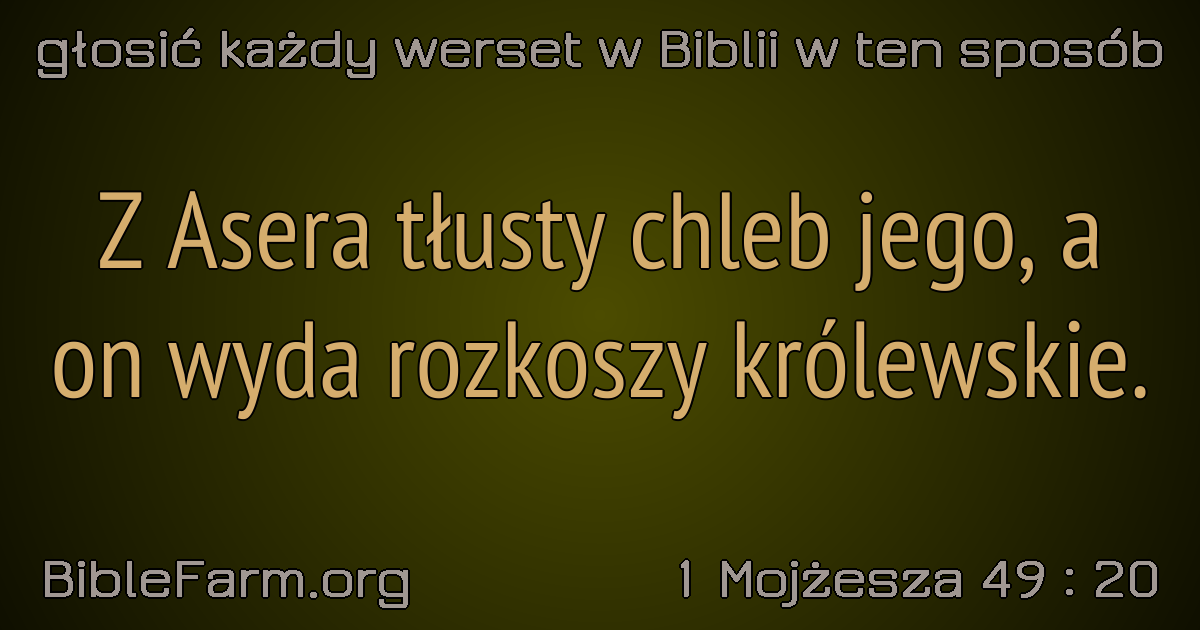 głosić każdy werset w Biblii w ten sposób
Z Asera tłusty chleb jego, a
on wyda rozkoszy królewskie.
BibleFarm.org
1 Mojżesza 49 : 20